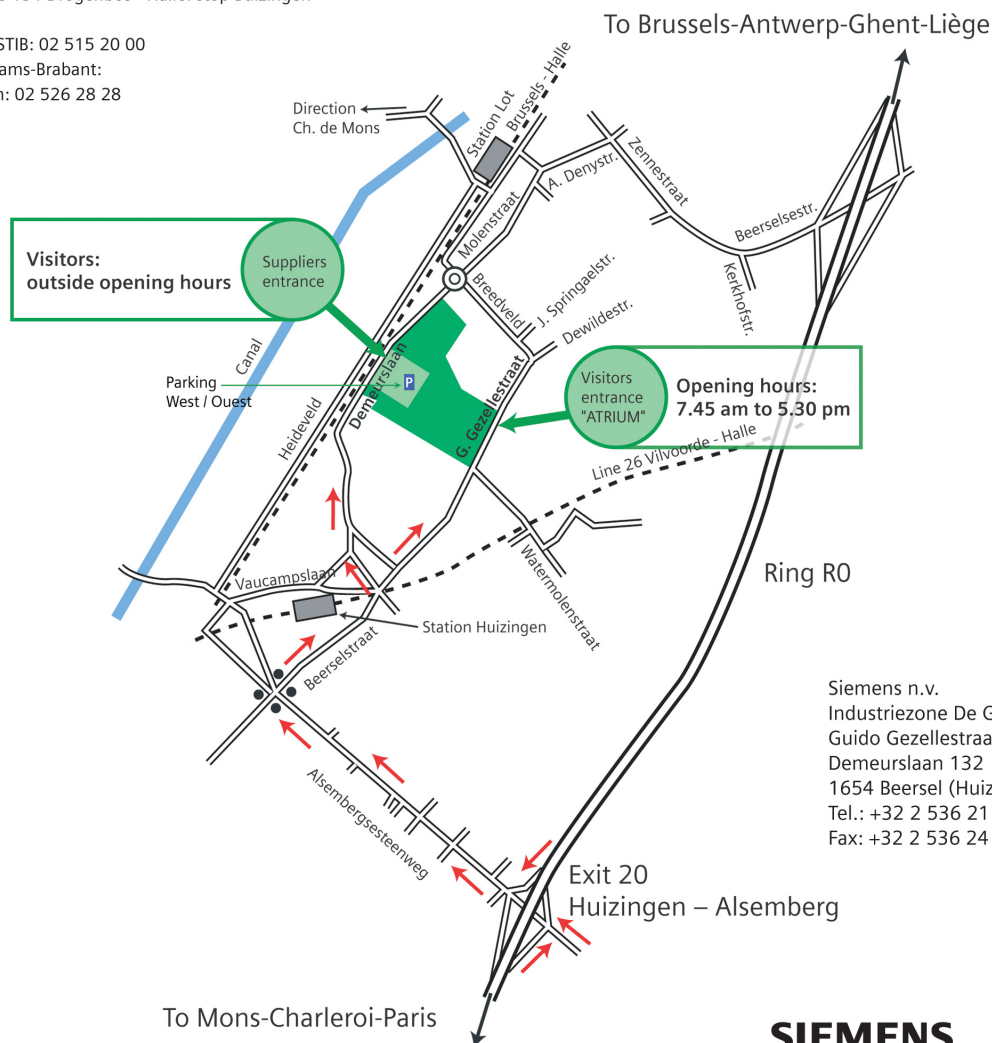 STIB: 02 515 20 00
02 526 28 28
To Brussels-Antwerp-Ghent-Liège
Direction
Ch. de Mons
Station Lot
Brussels - Halle
A. Denystr.
Zennestraat
Beerselsestr.
Kerkhofstr.
Molenstraat
Breedveld
J. Springaelstr.
Dewildestr.
Visitors:
outside opening hours
Suppliers
entrance
Canal
Parking
West / Ouest
P
Demeurslaan
Heideveld
G. Gezellestraat
Visitors
entrance
"ATRIUM"
Opening hours:
7.45 am to 5.30 pm
Line 26 Vilvoorde - Halle
Ring R0
Vaucampslaan
Watermolenstraat
Station Huizingen
Beerselstraat
Alsembergsesteenweg
Siemens n.v.
Industriezone De
Guido
Demeurslaan 132
1654 Beersel
Tel.: +32 2 536 21
Fax: +32 2 536 24
Exit 20
Huizingen – Alsemberg
To Mons-Charleroi-Paris
SIEMENS